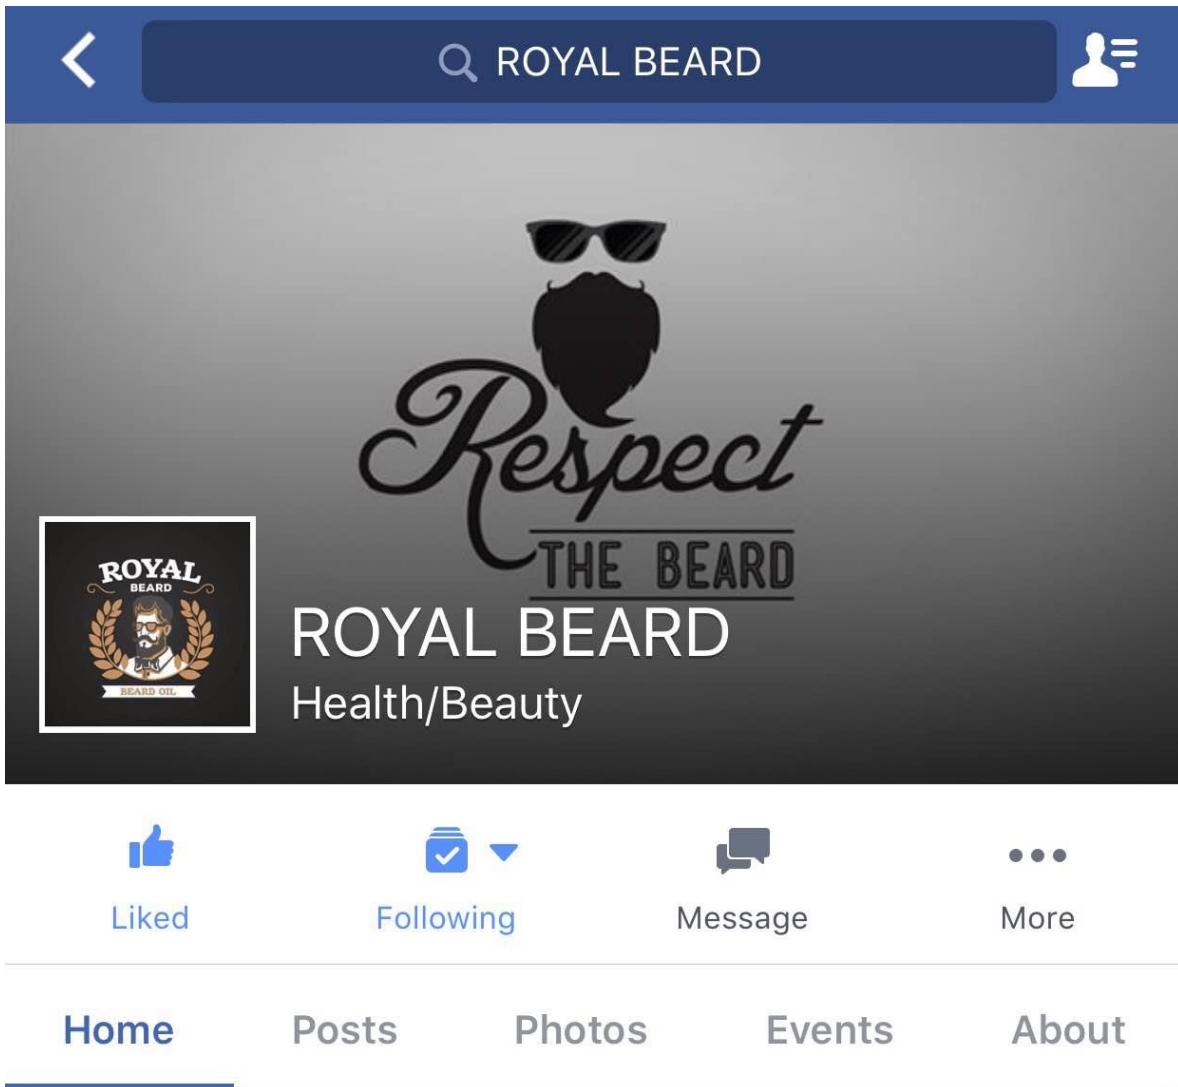 ROYAL BEARD
Respect
THE BEARD
ROYAL
BEARD
BEARD OIL
ROYAL BEARD
Health/Beauty
Liked
Following
Message
More
Home
Posts
Photos
Events
About